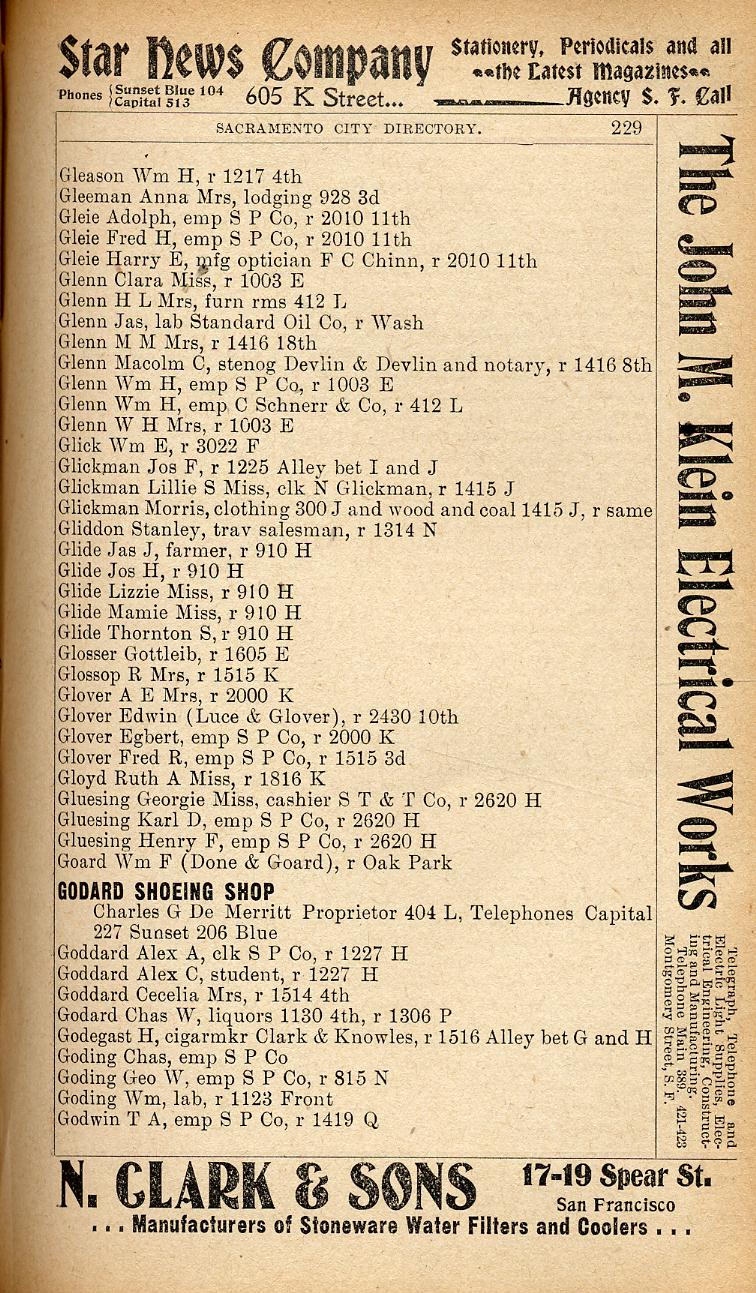 Star News Company
Stationery, Periodicals and all
the Latest Magazines
Phones {Sunset Blue 104
Capital 513
605 K Street...
Agency S. F. Call
SACRAMENTO CITY DIRECTORY. 229
Gleason Wm H, r 1217 4th
Gleeman Anna Mrs, lodging 928 3d
Gleie Adolph, emp S P Co, r 2010 11th
Gleie Fred H, emp S P Co, r 2010 11th
Gleie Harry E, mfg optician F C Chinn, r 2010 11th
Glenn Clara Miss, r 1003 E
Glenn H L Mrs, furn rms 412 L
Glenn Jas, lab Standard Oil Co, r Wash
Glenn M M Mrs, r 1416 18th
Glenn Macolm C, stenog Devlin & Devlin and notary, r 1416 8th
Glenn Wm H, emp S P Co, r 1003 E
Glenn Wm H, emp C Schnerr & Co, r 412 L
Glenn W H Mrs, r 1003 E
Glick Wm E, r 3022 F
Glickman Jos F, r 1225 Alley bet I and J
Glickman Lillie S Miss, clk N Glickman, r 1415 J
Glickman Morris, clothing 300 J and wood and coal 1415 J, r same
Gliddon Stanley, trav salesman, r 1314 N
Glide Jas J, farmer, r 910 H
Glide Jos H, r 910 H
Glide Lizzie Miss, r 910 H
Glide Mamie Miss, r 910 H
Glide Thornton S, r 910 H
Glosser Gottleib, r 1605 E
Glossop R Mrs, r 1515 K
Glover A E Mrs, r 2000 K
Glover Edwin (Luce & Glover), r 2430 10th
Glover Egbert, emp S P Co, r 2000 K
Glover Fred R, emp S P Co, r 1515 3d
Gloyd Ruth A Miss, r 1816 K
Gluesing Georgie Miss, cashier S T & T Co, r 2620 H
Gluesing Karl D, emp S P Co, r 2620 H
Gluesing Henry F, emp S P Co, r 2620 H
Goard Wm F (Done & Goard), r Oak Park
GODARD SHOEING SHOP
Charles G De Merritt Proprietor 404 L, Telephones Capital
227 Sunset 206 Blue
Goddard Alex A, clk S P Co, r 1227 H
Goddard Alex C, student, r 1227 H
Goddard Cecelia Mrs, r 1514 4th
Godard Chas W, liquors 1130 4th, r 1306 P
Godegast H, cigarmkr Clark & Knowles, r 1516 Alley bet G and H
Goding Chas, emp S P Co
Goding Geo W, emp S P Co, r 815 N
Goding Wm, lab, r 1123 Front
Godwin T A, emp S P Co, r 1419 Q
The John M. Klein Electrical Works
Telegraph, Telephone and
Electric Light Supplies, Elec-
trical Engineering, Construct-
ing and Manufacturing.
Telephone Main 389. 421-423
Montgomery Street, S. F.
N. CLARK & SONS
17-19 Spear St.
San Francisco
... Manufacturers of Stoneware Water Filters and Coolers ...